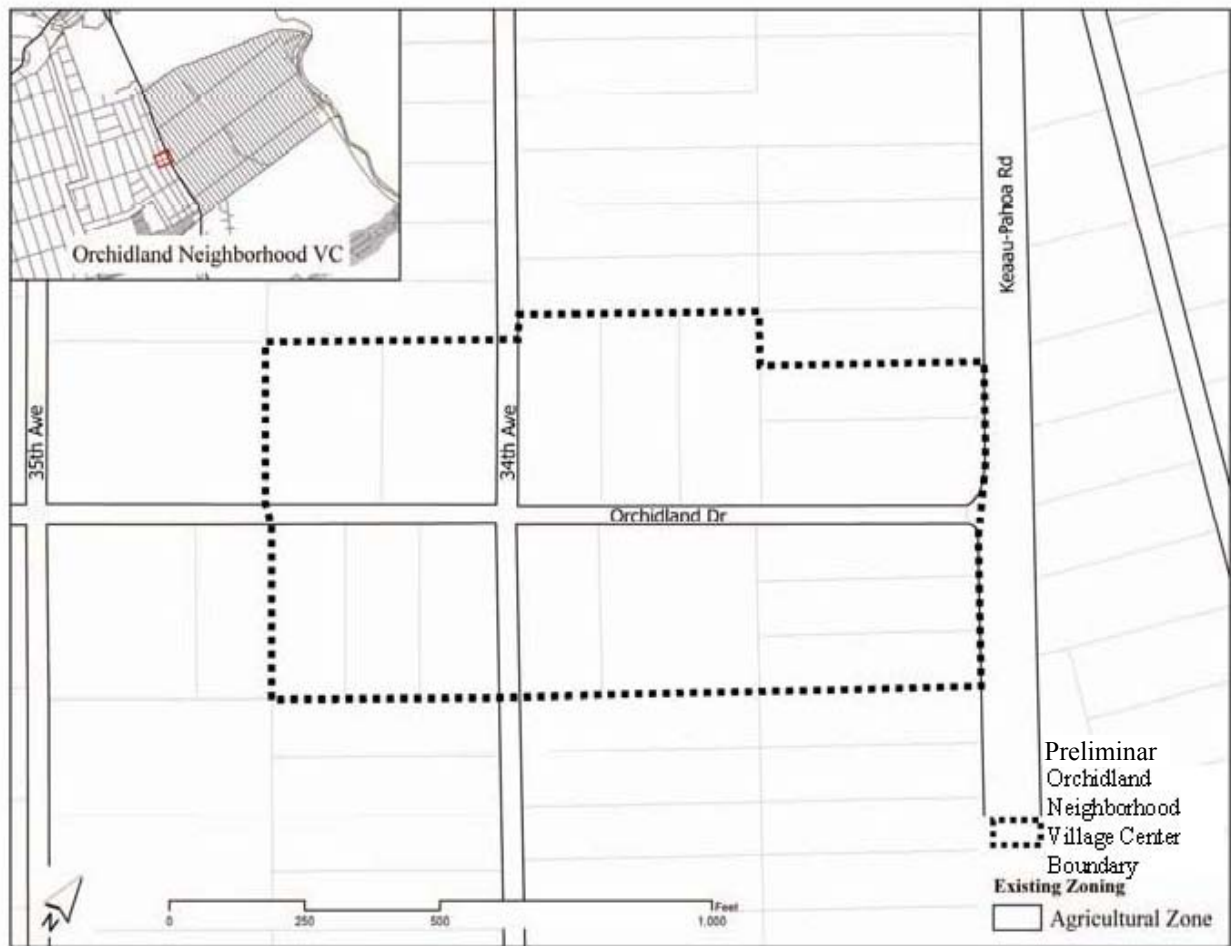 Orchidland Neighborhood VC
Keaau-Pahoa Rd
35th Ave
34th Ave
Orchidland Dr
Preliminar
Orchidland
Neighborhood
Village Center
Boundary
Existing Zoning
Agricultural Zone
N
Feet
0 250 500 1,000